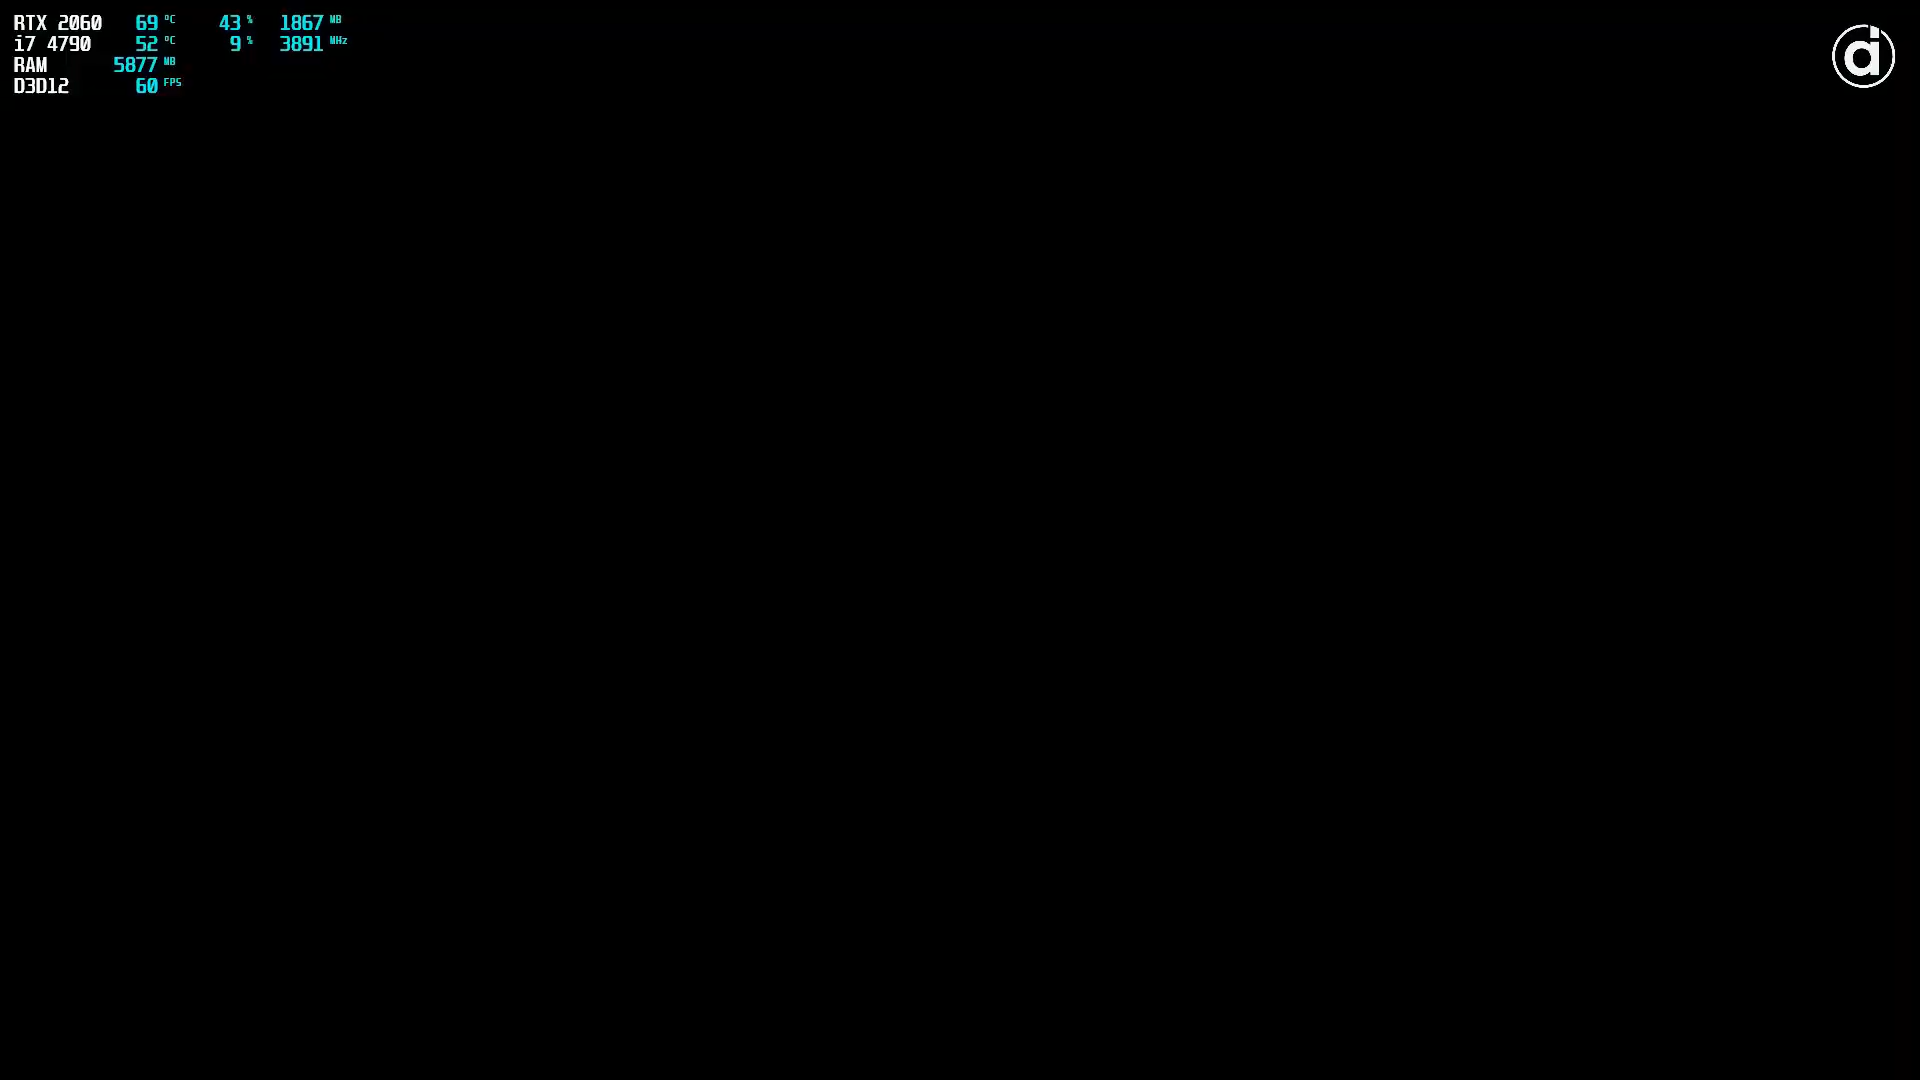 RTX 2060 69 °C 43 % 1867 MB
i7 4790 52 °C 9 % 3891 MHz
RAM 5877 MB
D3D12 60 FPS